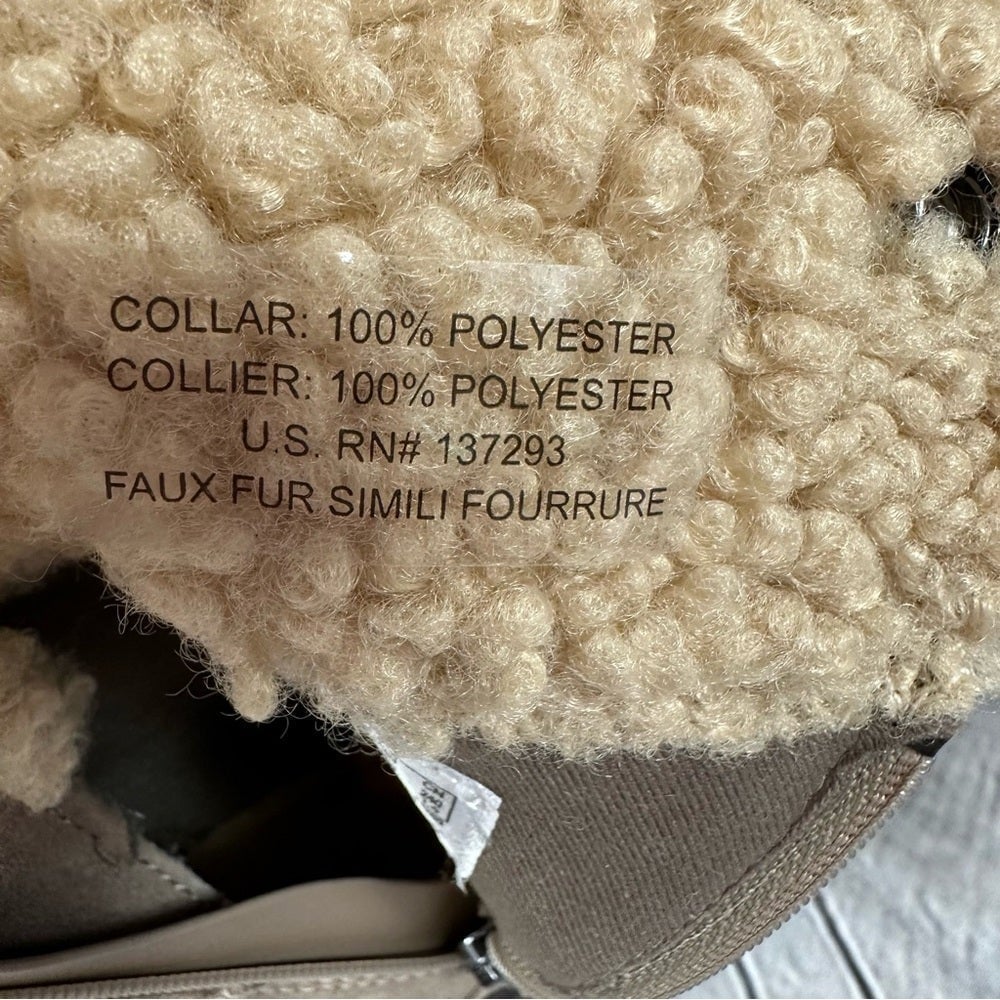 COLLAR: 100% POLYESTER
COLLIER: 100% POLYESTER
U.S. RN# 137293
FAUX FUR SIMILI FOURRURE